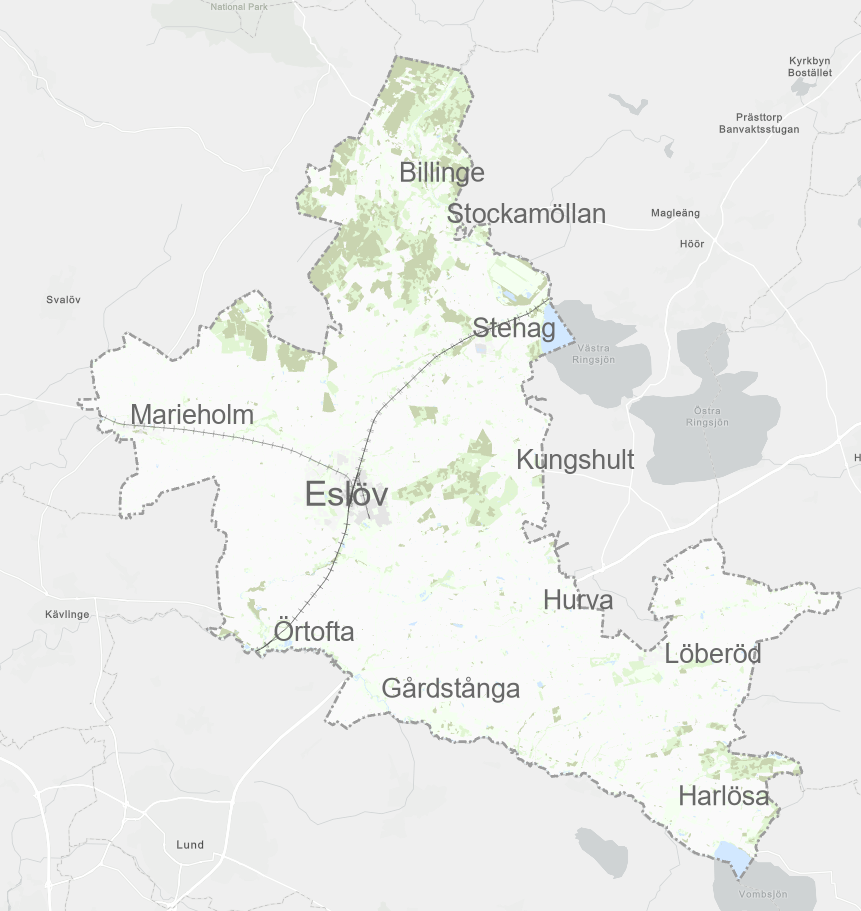 National Park
Kyrkbyn
Bostället
Prästtorp
Banvaktsstugan
Billinge
Stockamöllan
Magleäng
Höör
Svalöv
Stehag
Västra
Ringsjön
Marieholm
Östra
Ringsjön
Kungshult
H
Eslöv
Hurva
Kävlinge
Örtofta
Löberöd
Gårdstånga
Harlösa
Lund
Vombsjön